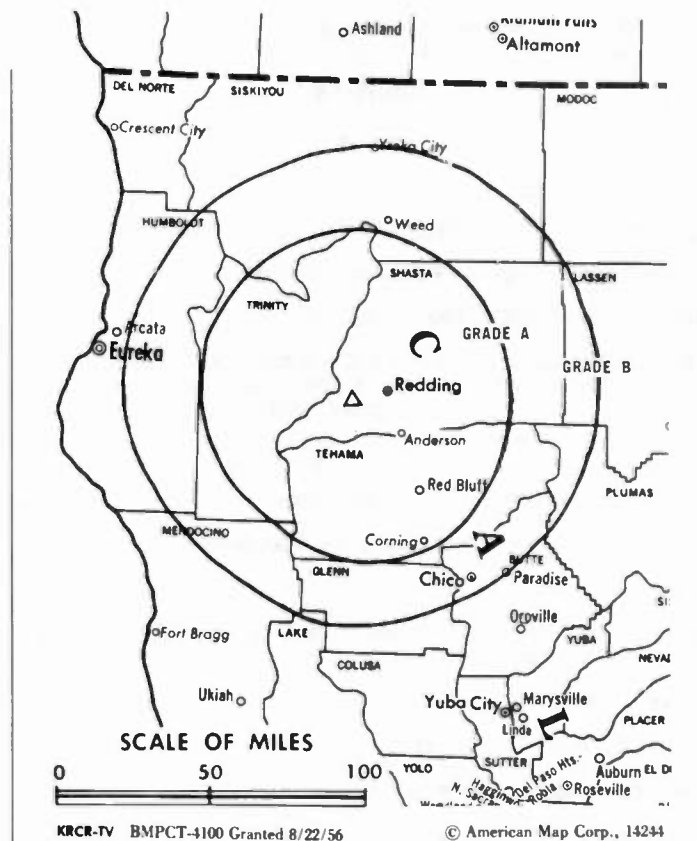 Ashland
Altamont
DEL NORTE
SISKIYOU
MODOC
Crescent City
Yreka City
HUMBOLDT
Weed
SHASTA
LASSEN
TRINITY
Arcata
Eureka
C
GRADE A
GRADE B
Redding
TEHAMA
Anderson
Red Bluff
PLUMAS
MENDOCINO
Corning
A
GLENN
BUTTE
Chico
Paradise
Oroville
Fort Bragg
LAKE
YUBA
COLUSA
Ukiah
Yuba City
Marysville
Linda
L
PLACER
SUTTER
SCALE OF MILES
YOLO
Auburn
0 50 100
Del Paso Hts.
Roseville
KRCR-TV BMPCT-4100 Granted 8/22/56
© American Map Corp., 14244